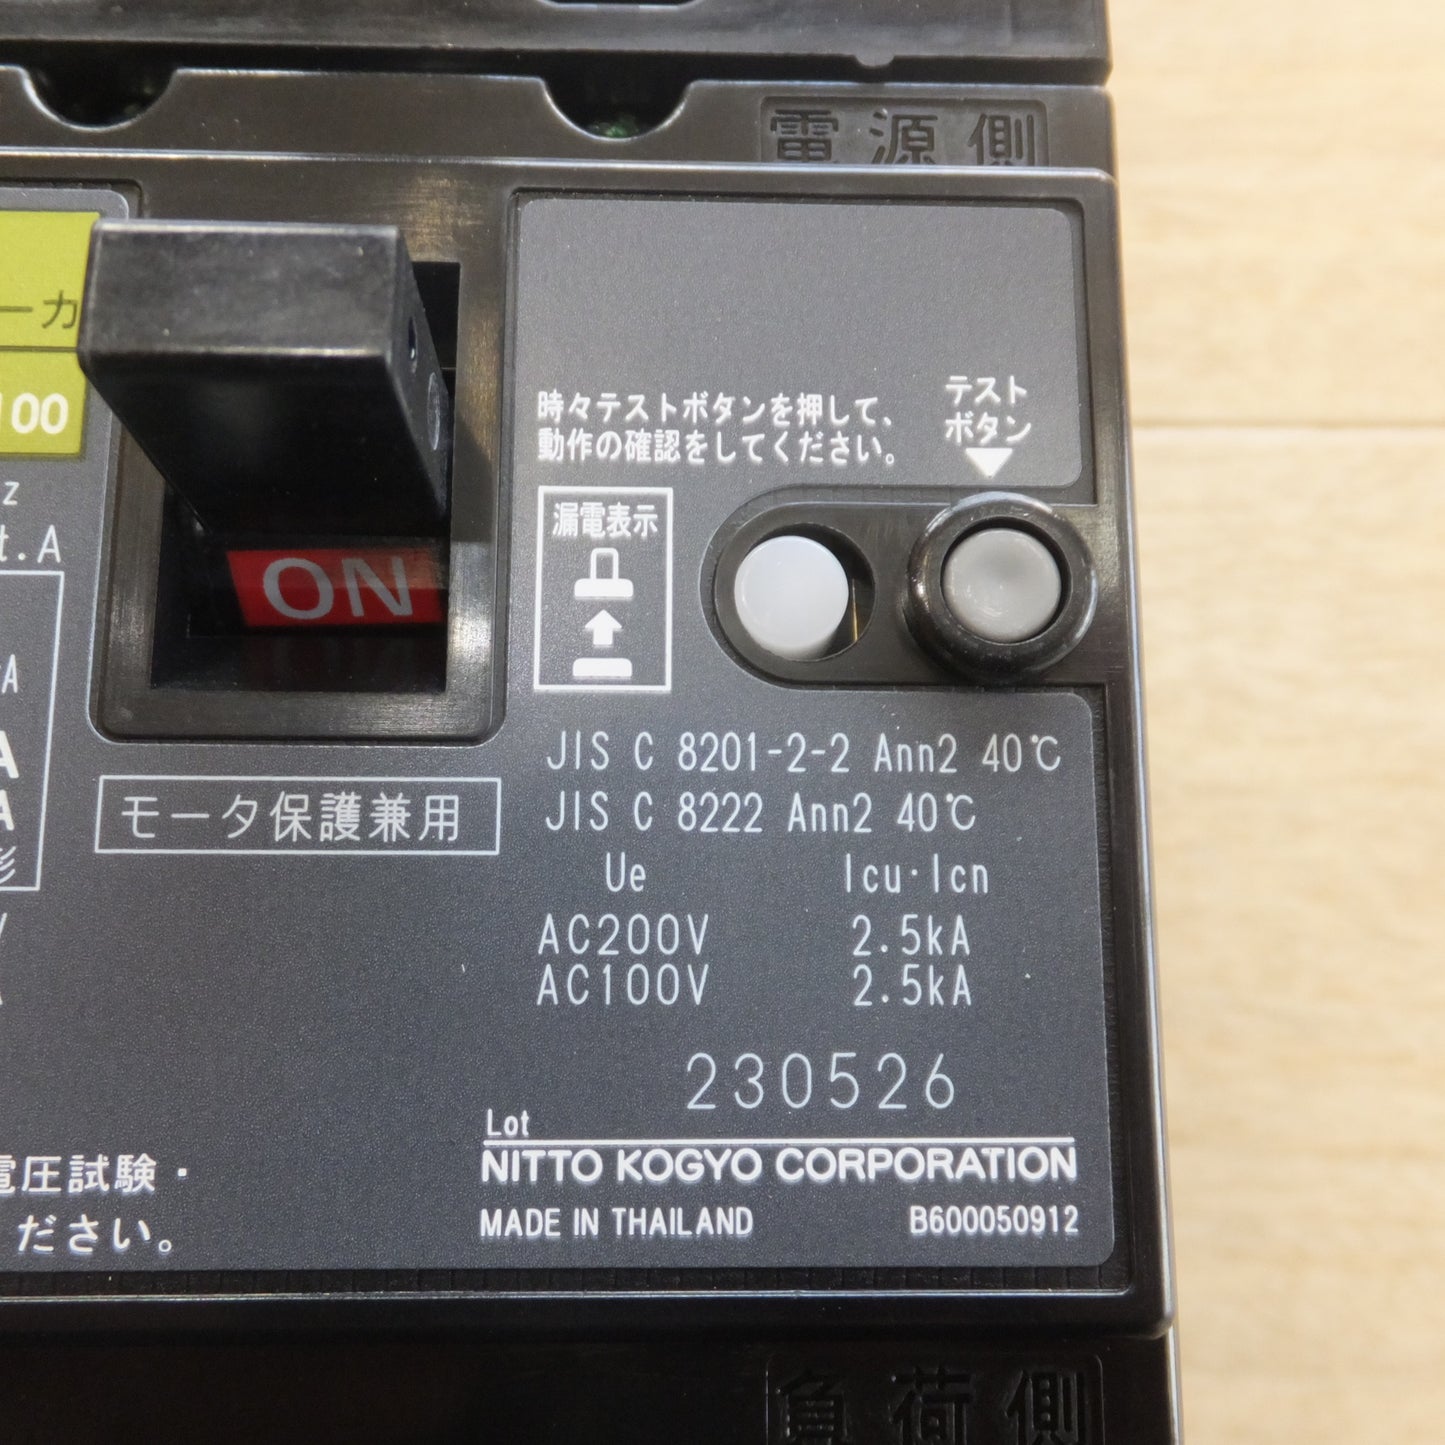 電源側
ーカ
100
z
t.A
A
A
A
形
時々テストボタンを押して、
動作の確認をしてください。
テスト
ボタン
漏電表示
ON
モータ保護兼用
JIS C 8201-2-2 Ann2 40℃
JIS C 8222 Ann2 40℃
Ue Icu・Icn
AC200V 2.5kA
AC100V 2.5kA
230526
Lot
NITTO KOGYO CORPORATION
MADE IN THAILAND B600050912
電圧試験・
ください。
負荷側